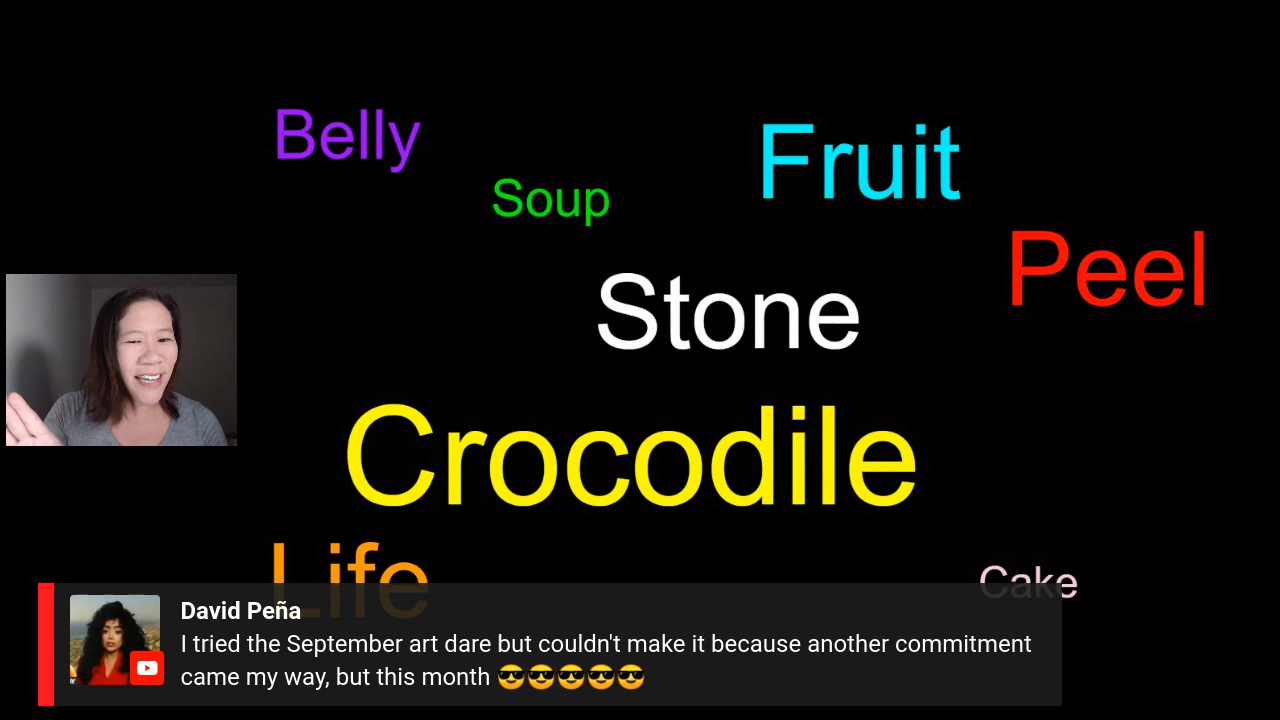 Belly
Soup
Fruit
Peel
Stone
Crocodile
Life
Cake
David Peña
I tried the September art dare but couldn't make it because another commitment
came my way, but this month 😎😎😎😎😎